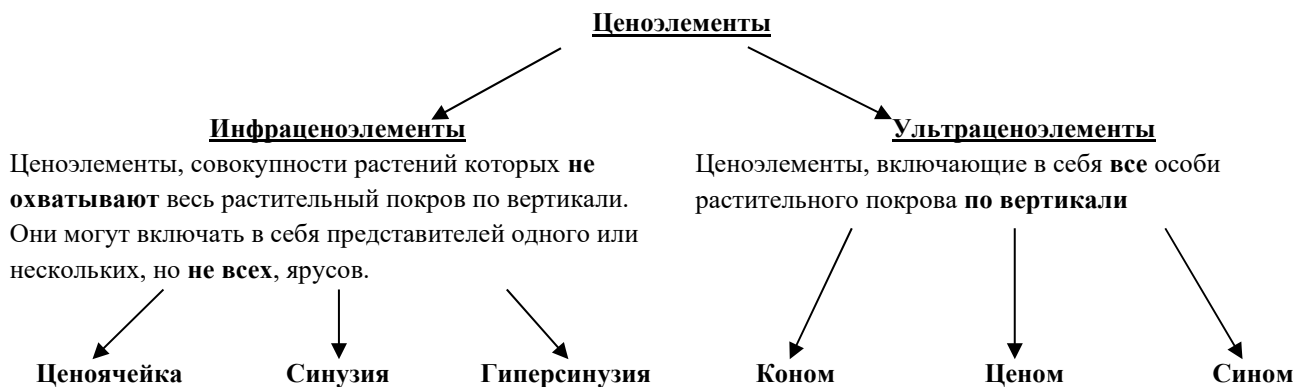 Ценоэлементы
Инфраценоэлементы
Ценоэлементы, совокупности растений которых не
охватывают весь растительный покров по вертикали.
Они могут включать в себя представителей одного или
нескольких, но не всех, ярусов.
Ультраценоэлементы
Ценоэлементы, включающие в себя все особи
растительного покрова по вертикали
Ценоячейка
Синузия
Гиперсинузия
Коном
Ценом
Сином